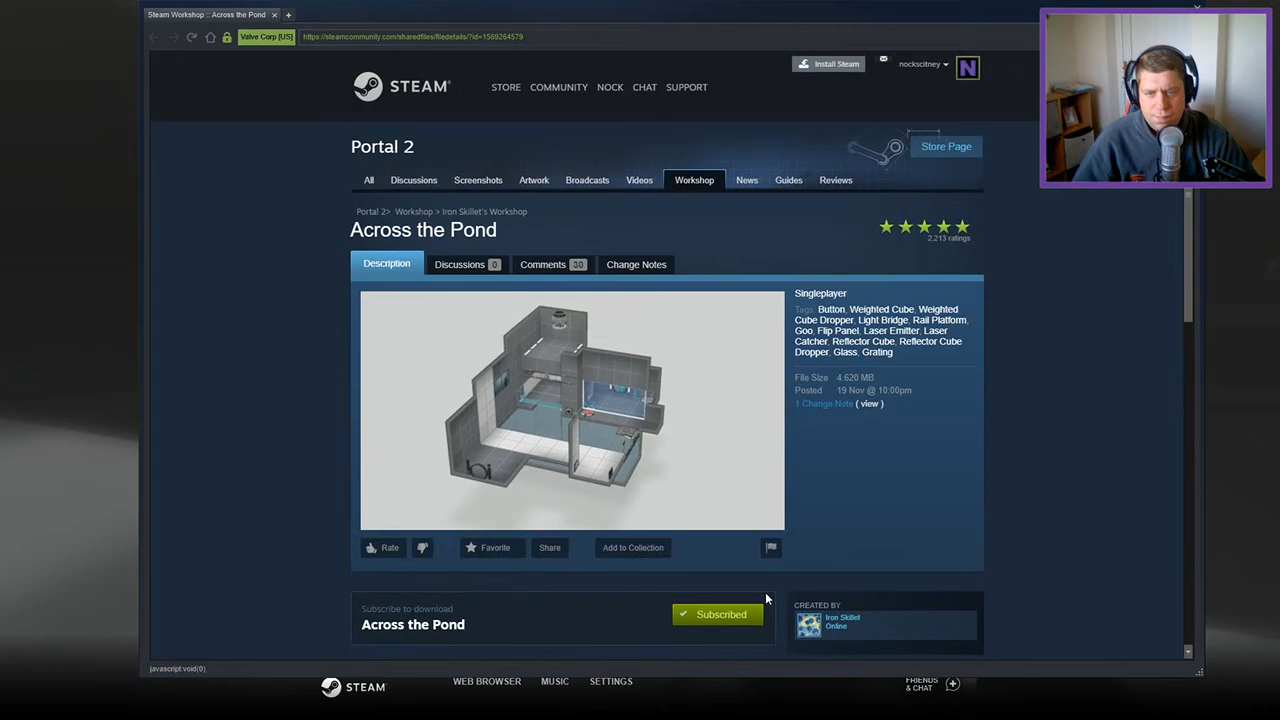 Steam Workshop :: Across the Pond
Valve Corp [US]
https://steamcommunity.com/sharedfiles/filedetails/?id=1569264579
Install Steam
nockscitney
N
STEAM®
STORE COMMUNITY NOCK CHAT SUPPORT
Portal 2
Store Page
All Discussions Screenshots Artwork Broadcasts Videos Workshop News Guides Reviews
Portal 2> Workshop > Iron Skillet's Workshop
Across the Pond
2,213 ratings
Description Discussions 0 Comments 30 Change Notes
Singleplayer
Tags: Button, Weighted Cube, Weighted
Cube Dropper, Light Bridge, Rail Platform,
Goo, Flip Panel, Laser Emitter, Laser
Catcher, Reflector Cube, Reflector Cube
Dropper, Glass, Grating
File Size 4.620 MB
Posted 19 Nov @ 10:00pm
1 Change Note ( view )
Rate Favorite Share Add to Collection
Subscribe to download
Across the Pond
Subscribed
CREATED BY
Iron Skillet
Online
javascript:void(0)
STEAM
WEB BROWSER MUSIC SETTINGS
FRIENDS
& CHAT